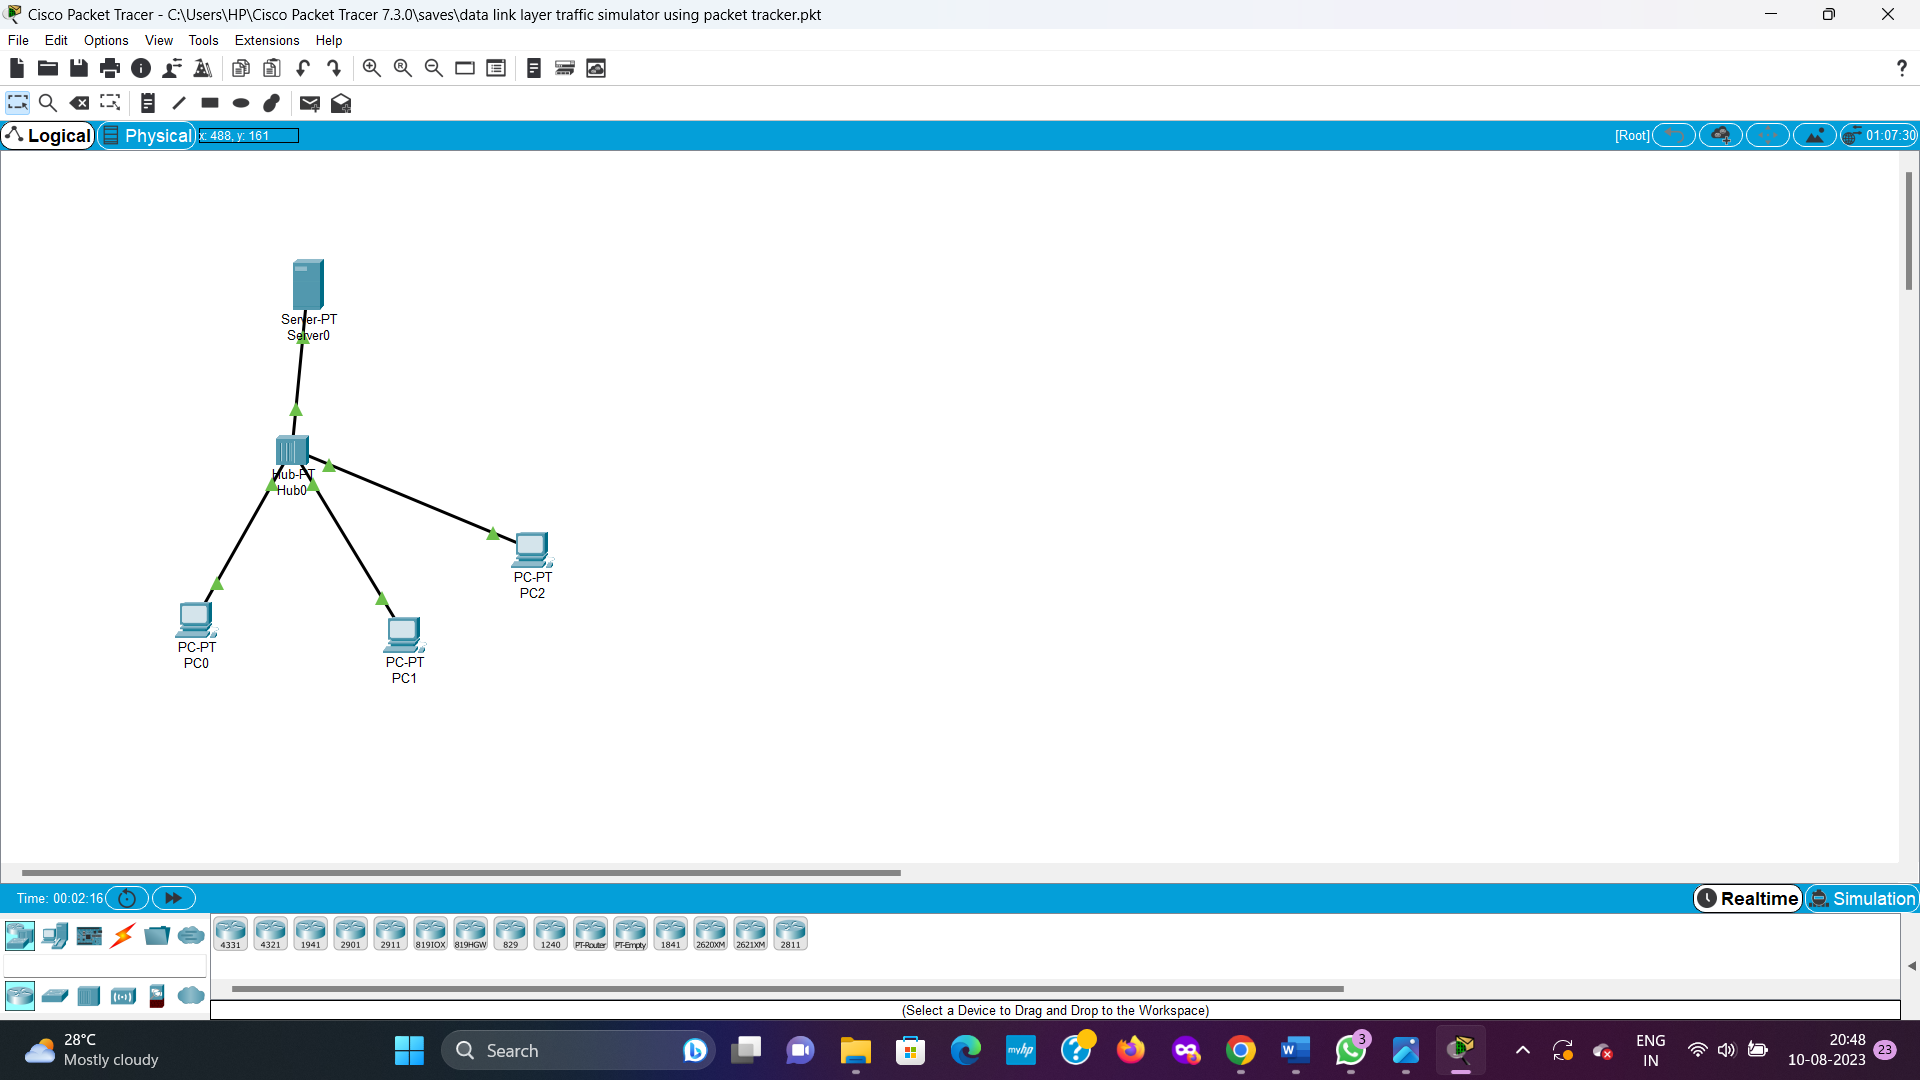 Cisco Packet Tracer - C:\Users\HP\Cisco Packet Tracer 7.3.0\saves\data link layer traffic simulator using packet tracker.pkt
File Edit Options View Tools Extensions Help
?
Logical Physical x: 488, y: 161 [Root] 01:07:30
Server-PT
Server0
Hub-PT
Hub0
PC-PT
PC2
PC-PT
PC0
PC-PT
PC1
Time: 00:02:16 Realtime Simulation
4331 4321 1941 2901 2911 819IOX 819HGW 829 1240 PT-Router PT-Empty 1841 2620XM 2621XM 2811
(Select a Device to Drag and Drop to the Workspace)
28°C
Mostly cloudy
Search
myhp
3
ENG
IN
20:48
10-08-2023
23